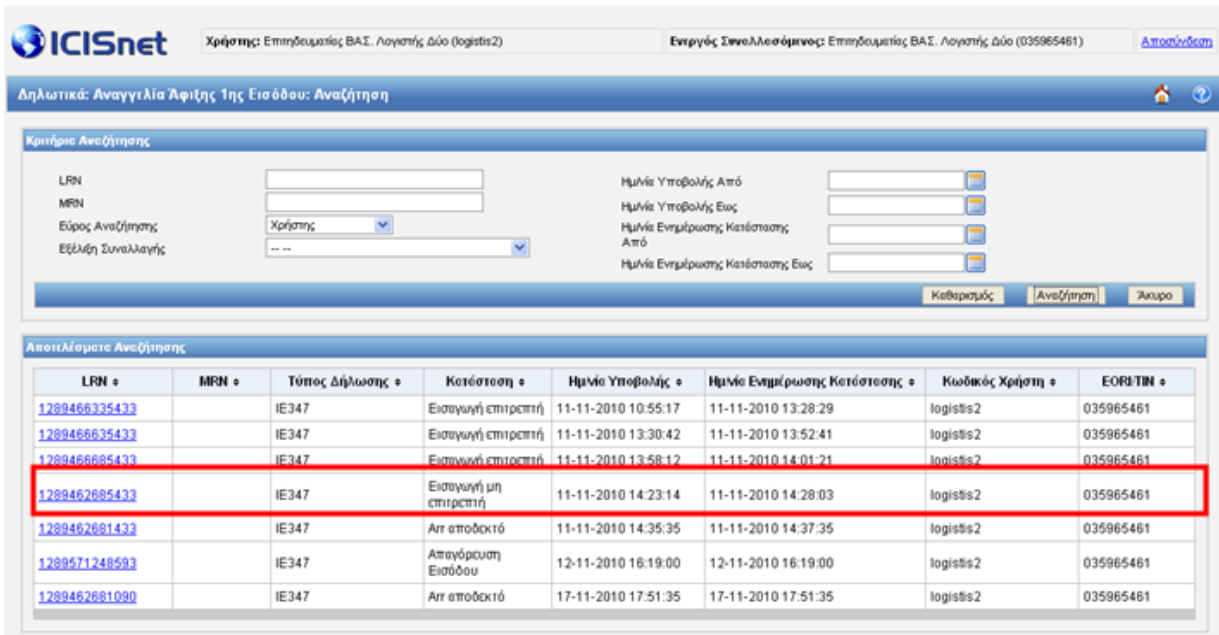 ICISnet Χρήστης: Επιτηδευματίας ΒΑΣ. Λογιστής Δύο (logistis2) Ενεργός Συναλλασόμενος: Επιτηδευματίας ΒΑΣ. Λογιστής Δύο (035965461) Αποσύνδεση
Δηλωτικά: Αναγγελία Άφιξης 1ης Εισόδου: Αναζήτηση
Κριτήρια Αναζήτησης
LRN Ημ/νία Υποβολής Από
MRN Ημ/νία Υποβολής Εως
Εύρος Αναζήτησης Χρήστης Ημ/νία Ενημέρωσης Κατάστασης Από
Εξέλιξη Συναλλαγής -- -- Ημ/νία Ενημέρωσης Κατάστασης Εως
Καθαρισμός Αναζήτηση Άκυρο
Αποτελέσματα Αναζήτησης
LRN MRN Τύπος Δήλωσης Κατάσταση Ημ/νία Υποβολής Ημ/νία Ενημέρωσης Κατάστασης Κωδικός Χρήστη EORI/TIN
1289466335433 IE347 Εισαγωγή επιτρεπτή 11-11-2010 10:55:17 11-11-2010 13:28:29 logistis2 035965461
1289466635433 IE347 Εισαγωγή επιτρεπτή 11-11-2010 13:30:42 11-11-2010 13:52:41 logistis2 035965461
1289466685433 IE347 Εισαγωγή επιτρεπτή 11-11-2010 13:58:12 11-11-2010 14:01:21 logistis2 035965461
1289462685433 IE347 Εισαγωγή μη επιτρεπτή 11-11-2010 14:23:14 11-11-2010 14:28:03 logistis2 035965461
1289462681433 IE347 Arr αποδεκτό 11-11-2010 14:35:35 11-11-2010 14:37:35 logistis2 035965461
1289571248593 IE347 Απαγόρευση Εισόδου 12-11-2010 16:19:00 12-11-2010 16:19:00 logistis2 035965461
1289462681090 IE347 Arr αποδεκτό 17-11-2010 17:51:35 17-11-2010 17:51:35 logistis2 035965461